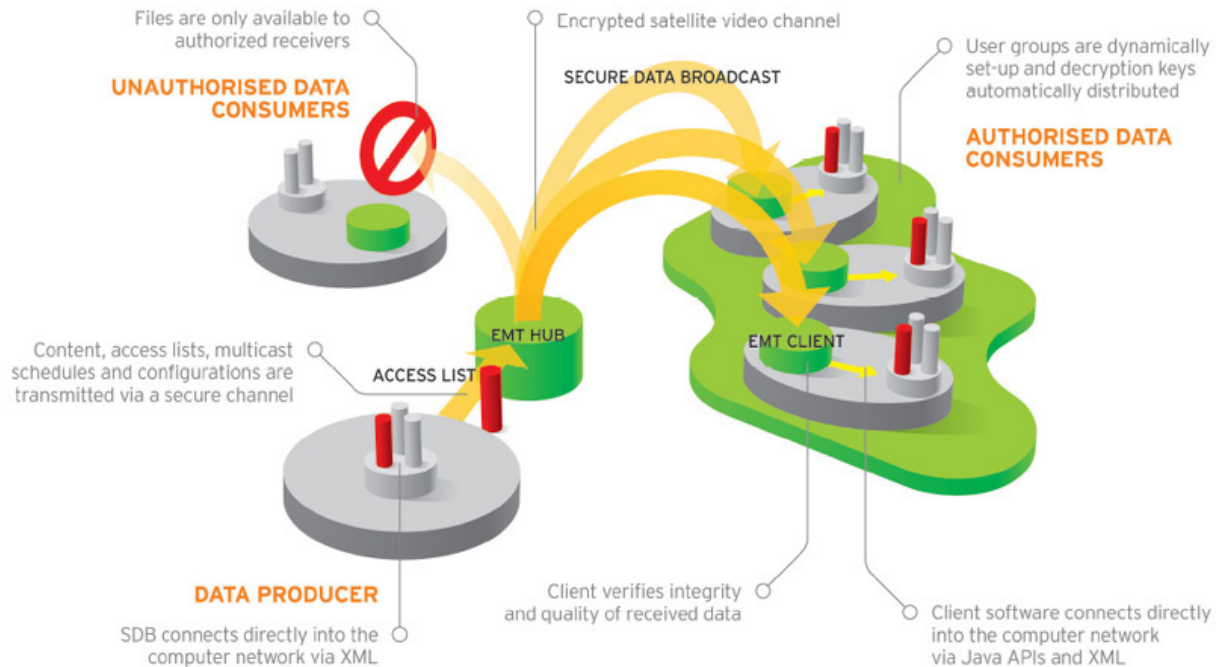 Files are only available to
authorized receivers
UNAUTHORISED DATA
CONSUMERS
Encrypted satellite video channel
SECURE DATA BROADCAST
User groups are dynamically
set-up and decryption keys
automatically distributed
AUTHORISED DATA
CONSUMERS
EMT HUB
EMT CLIENT
Content, access lists, multicast
schedules and configurations are
transmitted via a secure channel
ACCESS LIST
DATA PRODUCER
SDB connects directly into the
computer network via XML
Client verifies integrity
and quality of received data
Client software connects directly
into the computer network
via Java APIs and XML